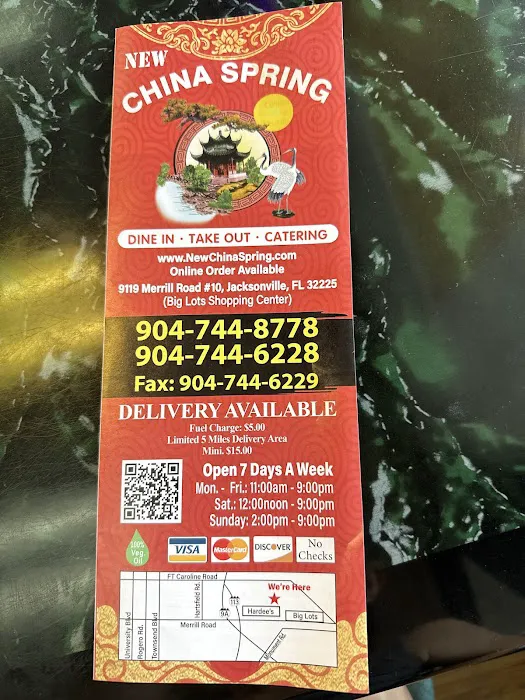 NEW
CHINA SPRING
DINE IN · TAKE OUT · CATERING
www.NewChinaSpring.com
Online Order Available
9119 Merrill Road #10, Jacksonville, FL 32225
(Big Lots Shopping Center)
904-744-8778
904-744-6228
Fax: 904-744-6229
DELIVERY AVAILABLE
Fuel Charge: $5.00
Limited 5 Miles Delivery Area
Mini. $15.00
Open 7 Days A Week
Mon. - Fri.: 11:00am - 9:00pm
Sat.: 12:00noon - 9:00pm
Sunday: 2:00pm - 9:00pm
100%
Veg.
Oil
VISA
MasterCard
DISCOVER
No
Checks
FT Caroline Road
We're Here
Hartsfield Rd.
113
9A
Hardee's
Big Lots
Merrill Road
University Blvd
Rogero Rd.
Townsend Blvd
Monument Rd.